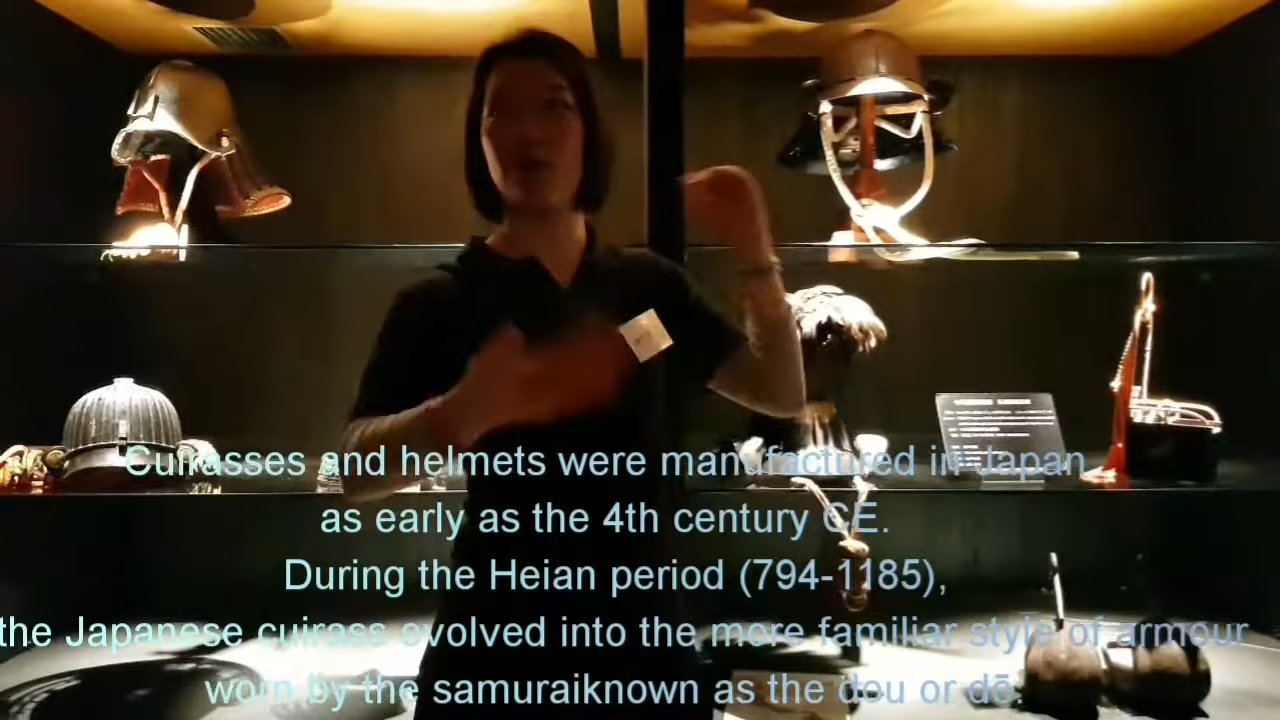 Cuirasses and helmets were manufactured in Japan
as early as the 4th century CE.
During the Heian period (794-1185),
the Japanese cuirass evolved into the more familiar style of armour
worn by the samuraiknown as the dou or dō.